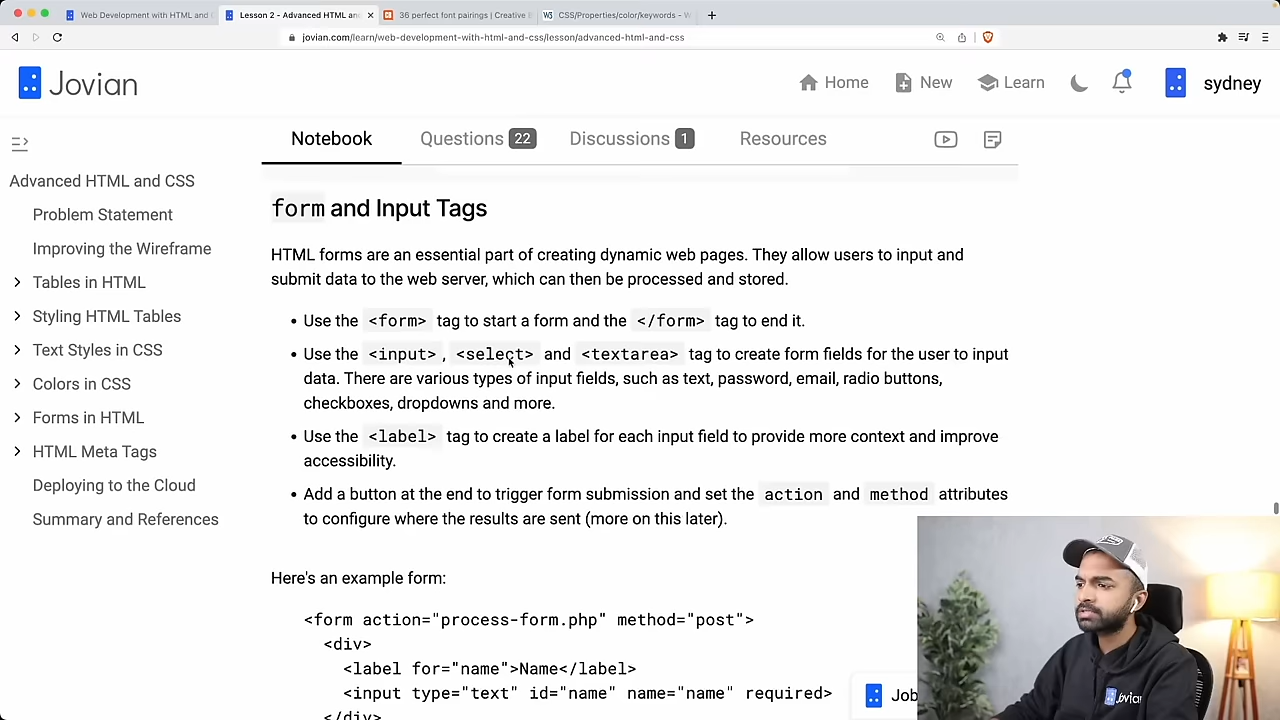 Web Development with HTML and
Lesson 2 - Advanced HTML and
36 perfect font pairings | Creative
CSS/Properties/color/keywords - W
jovian.com/learn/web-development-with-html-and-css/lesson/advanced-html-and-css
Jovian
Home
New
Learn
sydney
Notebook
Questions 22
Discussions 1
Resources
Advanced HTML and CSS
Problem Statement
Improving the Wireframe
Tables in HTML
Styling HTML Tables
Text Styles in CSS
Colors in CSS
Forms in HTML
HTML Meta Tags
Deploying to the Cloud
Summary and References
form and Input Tags
HTML forms are an essential part of creating dynamic web pages. They allow users to input and
submit data to the web server, which can then be processed and stored.
• Use the <form> tag to start a form and the </form> tag to end it.
• Use the <input>, <select> and <textarea> tag to create form fields for the user to input
data. There are various types of input fields, such as text, password, email, radio buttons,
checkboxes, dropdowns and more.
• Use the <label> tag to create a label for each input field to provide more context and improve
accessibility.
• Add a button at the end to trigger form submission and set the action and method attributes
to configure where the results are sent (more on this later).
Here's an example form:
<form action="process-form.php" method="post">
<div>
<label for="name">Name</label>
<input type="text" id="name" name="name" required>
</div>
Job